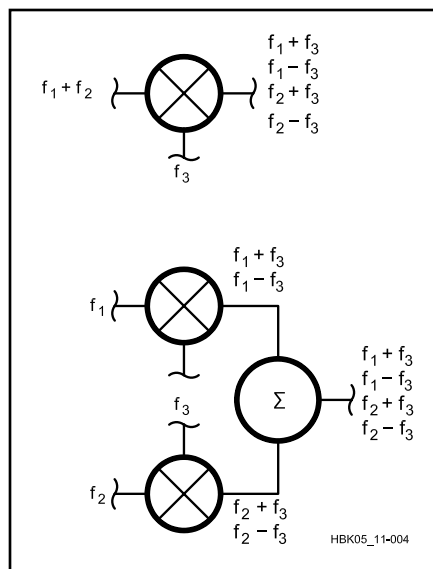 f₁ + f₂
f₁ + f₃
f₁ − f₃
f₂ + f₃
f₂ − f₃
f₃
f₁ + f₃
f₁ − f₃
f₁
f₃
Σ
f₁ + f₃
f₁ − f₃
f₂ + f₃
f₂ − f₃
f₂
f₂ + f₃
f₂ − f₃
HBK05_11-004